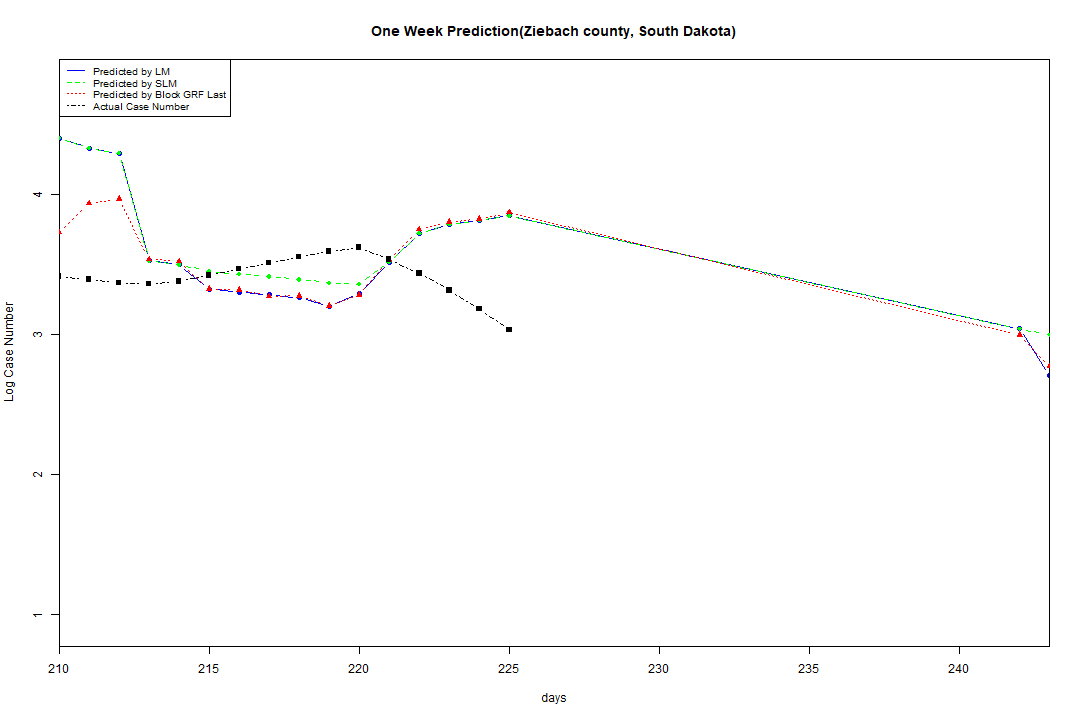 One Week Prediction(Ziebach county, South Dakota)
Predicted by LM
Predicted by SLM
Predicted by Block GRF Last
Actual Case Number
Log Case Number
4
3
2
1
210 215 220 225 230 235 240
days